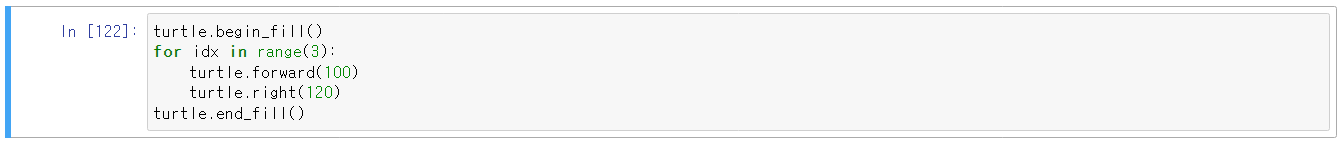 In [122]: turtle.begin_fill()
for idx in range(3):
    turtle.forward(100)
    turtle.right(120)
turtle.end_fill()